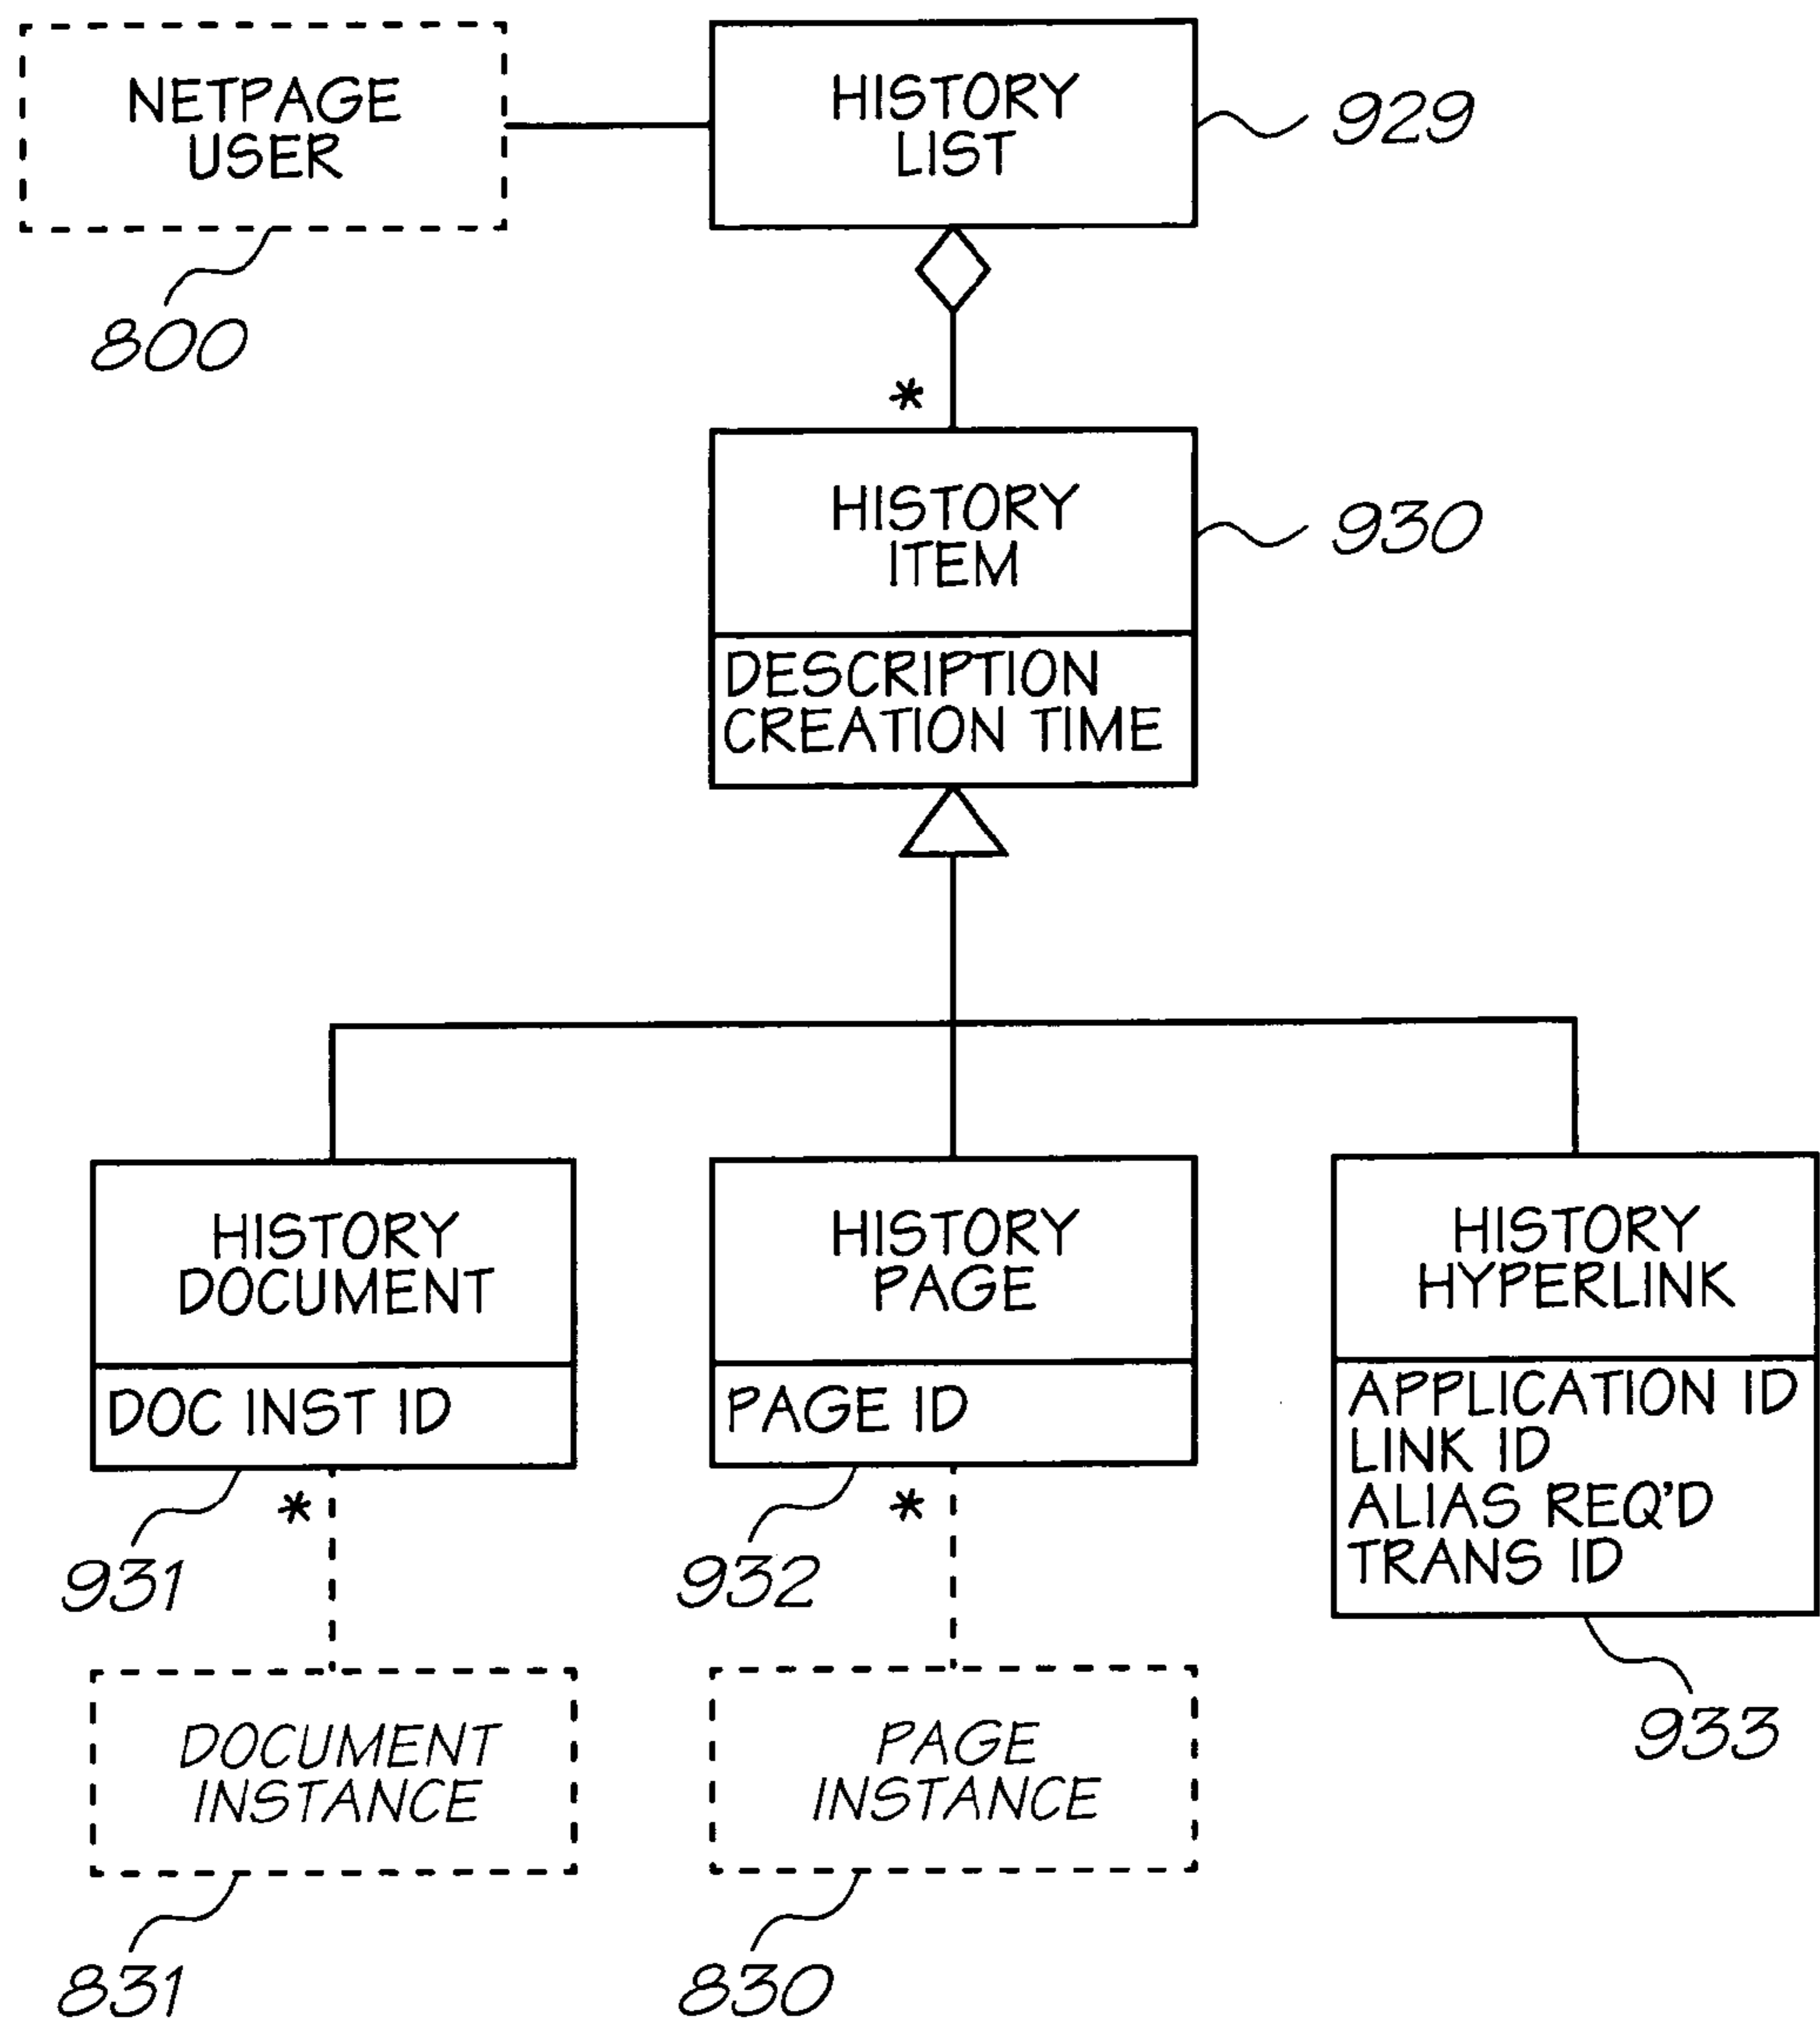 NETPAGE
USER
800
HISTORY
LIST
929
*
HISTORY
ITEM
930
DESCRIPTION
CREATION TIME
HISTORY
DOCUMENT
DOC INST ID
931
*
HISTORY
PAGE
PAGE ID
932
*
HISTORY
HYPERLINK
APPLICATION ID
LINK ID
ALIAS REQ'D
TRANS ID
933
DOCUMENT
INSTANCE
831
PAGE
INSTANCE
830